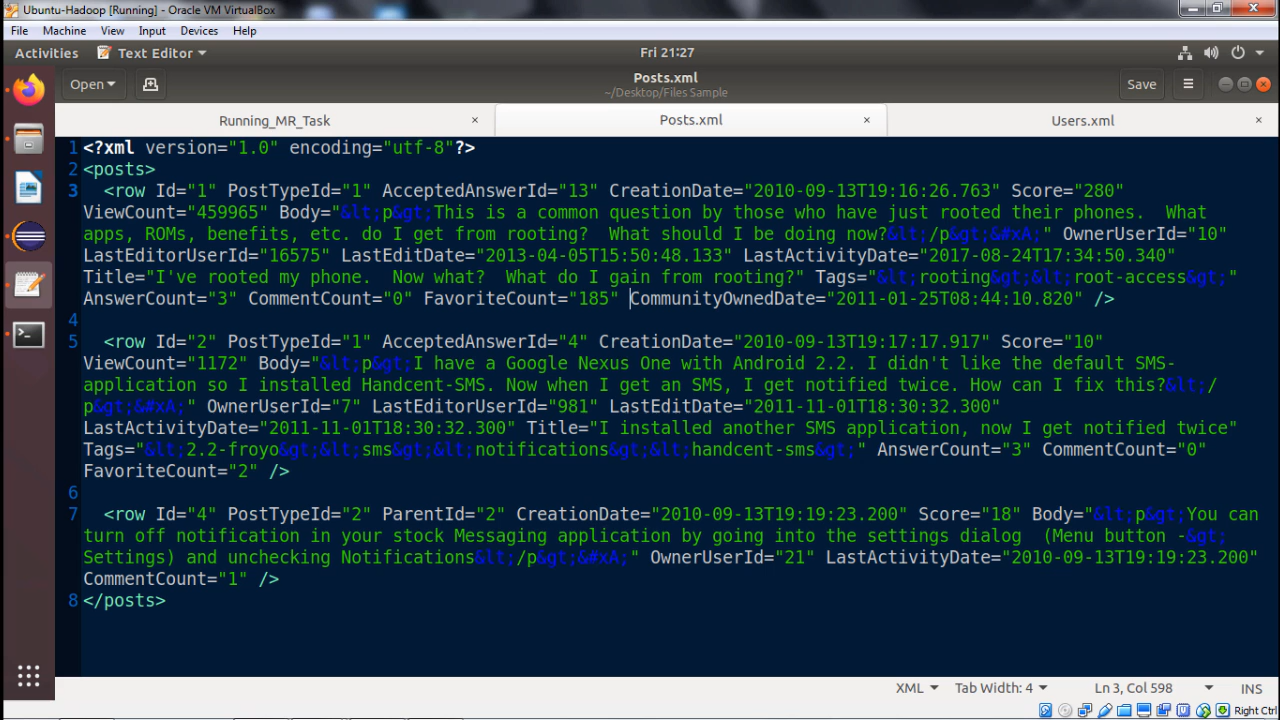 Ubuntu-Hadoop [Running] - Oracle VM VirtualBox
File Machine View Input Devices Help
Activities Text Editor Fri 21:27
Open Posts.xml Save
~/Desktop/Files Sample
Running_MR_Task × Posts.xml × Users.xml ×
1 <?xml version="1.0" encoding="utf-8"?>
2 <posts>
3 <row Id="1" PostTypeId="1" AcceptedAnswerId="13" CreationDate="2010-09-13T19:16:26.763" Score="280"
ViewCount="459965" Body="&lt;p&gt;This is a common question by those who have just rooted their phones.  What
apps, ROMs, benefits, etc. do I get from rooting?  What should I be doing now?&lt;/p&gt;&#xA;" OwnerUserId="10"
LastEditorUserId="16575" LastEditDate="2013-04-05T15:50:48.133" LastActivityDate="2017-08-24T17:34:50.340"
Title="I've rooted my phone.  Now what?  What do I gain from rooting?" Tags="&lt;rooting&gt;&lt;root-access&gt;"
AnswerCount="3" CommentCount="0" FavoriteCount="185" CommunityOwnedDate="2011-01-25T08:44:10.820" />
4
5 <row Id="2" PostTypeId="1" AcceptedAnswerId="4" CreationDate="2010-09-13T19:17:17.917" Score="10"
ViewCount="1172" Body="&lt;p&gt;I have a Google Nexus One with Android 2.2. I didn't like the default SMS-
application so I installed Handcent-SMS. Now when I get an SMS, I get notified twice. How can I fix this?&lt;/
p&gt;&#xA;" OwnerUserId="7" LastEditorUserId="981" LastEditDate="2011-11-01T18:30:32.300"
LastActivityDate="2011-11-01T18:30:32.300" Title="I installed another SMS application, now I get notified twice"
Tags="&lt;2.2-froyo&gt;&lt;sms&gt;&lt;notifications&gt;&lt;handcent-sms&gt;" AnswerCount="3" CommentCount="0"
FavoriteCount="2" />
6
7 <row Id="4" PostTypeId="2" ParentId="2" CreationDate="2010-09-13T19:19:23.200" Score="18" Body="&lt;p&gt;You can
turn off notification in your stock Messaging application by going into the settings dialog  (Menu button -&gt;
Settings) and unchecking Notifications&lt;/p&gt;&#xA;" OwnerUserId="21" LastActivityDate="2010-09-13T19:19:23.200"
CommentCount="1" />
8 </posts>
XML Tab Width: 4 Ln 3, Col 598 INS
Right Ctrl